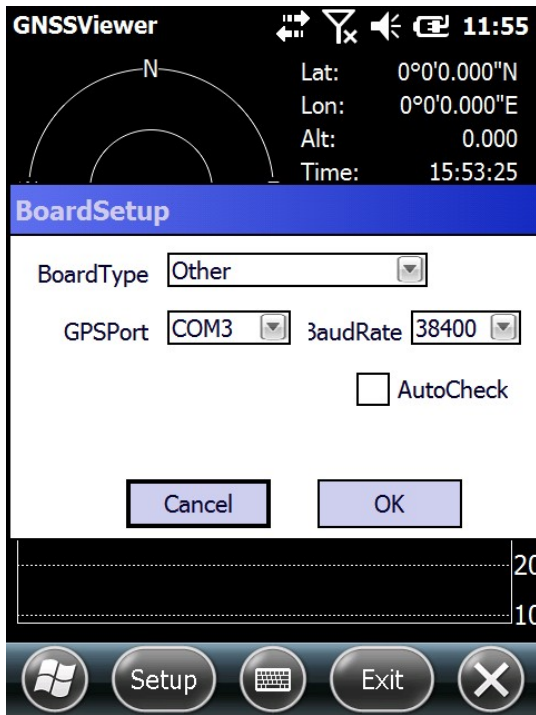 GNSSViewer 11:55
N
Lat: 0°0'0.000"N
Lon: 0°0'0.000"E
Alt: 0.000
Time: 15:53:25
BoardSetup
BoardType Other
GPSPort COM3 BaudRate 38400
AutoCheck
Cancel OK
20
10
Setup Exit